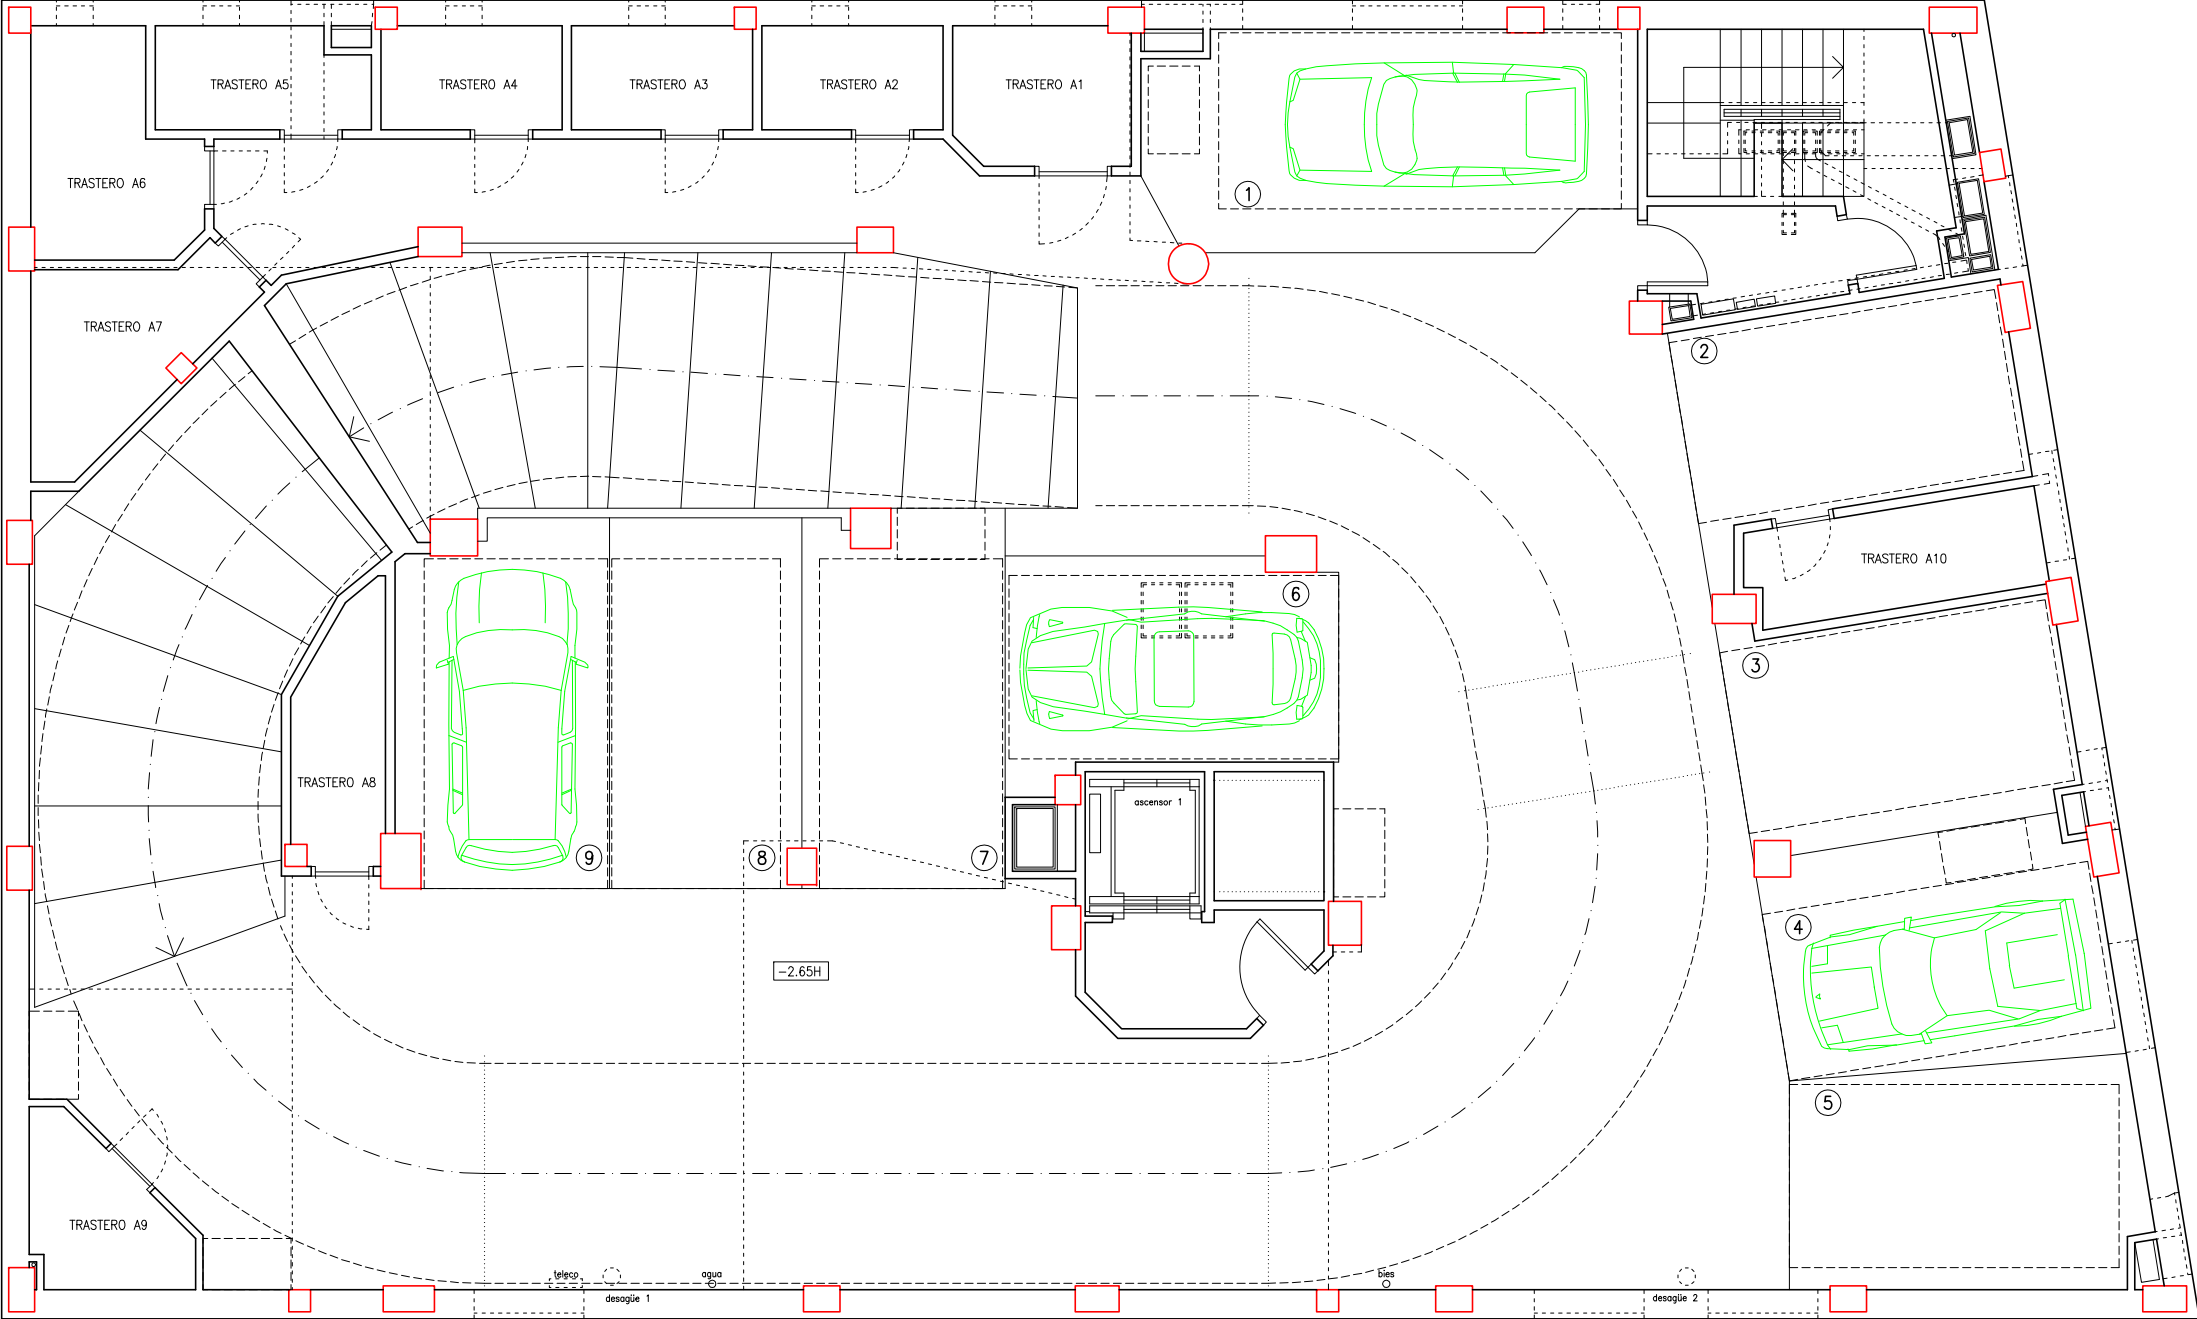 TRASTERO A5
TRASTERO A4
TRASTERO A3
TRASTERO A2
TRASTERO A1
TRASTERO A6
1
TRASTERO A7
2
TRASTERO A10
6
3
TRASTERO A8
ascensor 1
9
8
7
4
-2.65H
5
TRASTERO A9
teleco
agua
bies
desagüe 1
desagüe 2